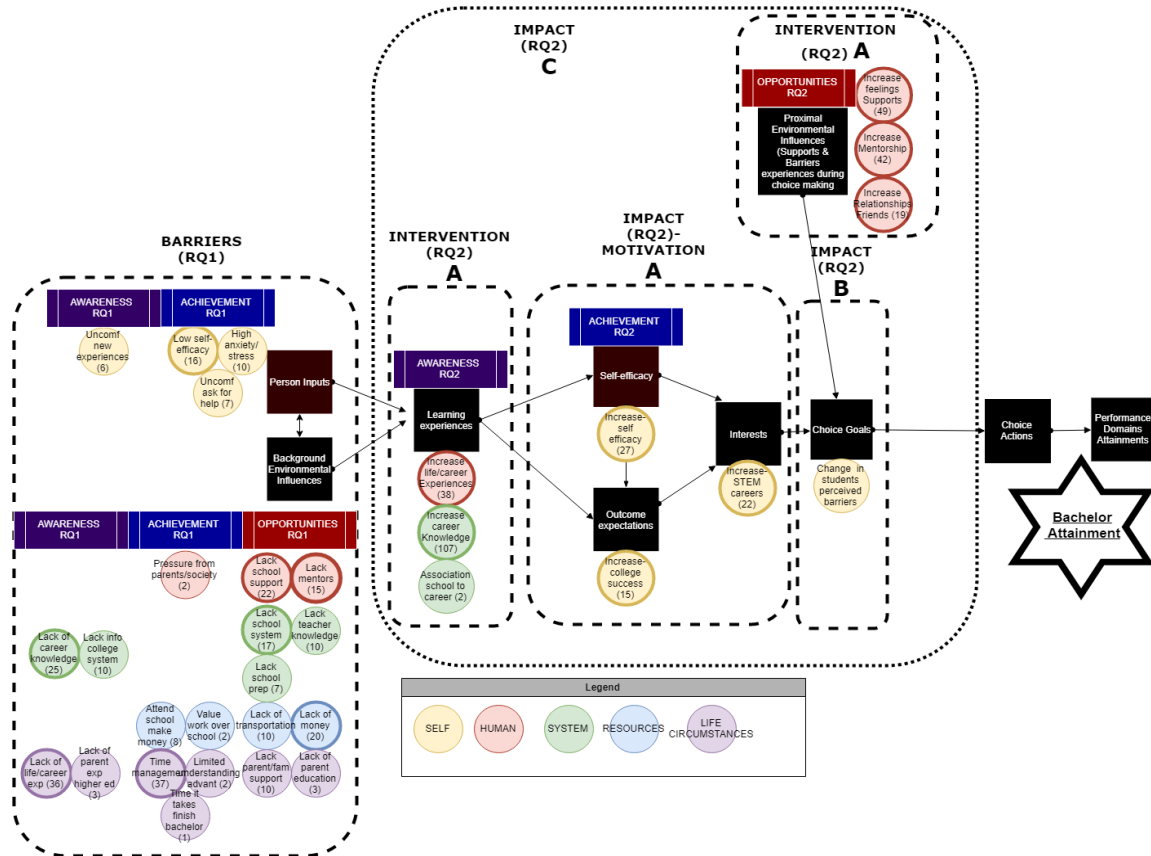 IMPACT
(RQ2)
C
INTERVENTION
(RQ2) A
OPPORTUNITIES
RQ2
Proximal
Environmental
Influences
(Supports &
Barriers
experiences during
choice making
Increase
feelings
Supports
(49)
Increase
Mentorship
(42)
Increase
Relationships
Friends (19)
BARRIERS
(RQ1)
INTERVENTION
(RQ2)
A
IMPACT
(RQ2)-
MOTIVATION
A
IMPACT
(RQ2)
B
AWARENESS
RQ1
ACHIEVEMENT
RQ1
Uncomf
new
experiences
(6)
Low self-
efficacy
(16)
High
anxiety/
stress
(10)
Uncomf
ask for
help (7)
Person Inputs
Background
Environmental
Influences
AWARENESS
RQ2
Learning
experiences
Increase
life/career
Experiences
(38)
Increase
career
Knowledge
(107)
Association
school to
career (2)
ACHIEVEMENT
RQ2
Self-efficacy
Increase-
self
efficacy
(27)
Outcome
expectations
Increase-
college
success
(15)
Interests
Increase-
STEM
careers
(22)
Choice Goals
Change in
students
perceived
barriers
Choice
Actions
Performance
Domains
Attainments
Bachelor
Attainment
AWARENESS
RQ1
ACHIEVEMENT
RQ1
OPPORTUNITIES
RQ1
Pressure from
parents/society
(2)
Lack
school
support
(22)
Lack
mentors
(15)
Lack of
career
knowledge
(25)
Lack info
college
system
(10)
Lack
school
system
(17)
Lack
teacher
knowledge
(10)
Lack
school
prep
(7)
Attend
school
make
money (8)
Value
work over
school (2)
Lack of
transportation
(10)
Lack of
money
(20)
Lack of
life/career
exp (36)
Lack of
parent
exp
higher ed
(3)
Time
management
(37)
Limited
understanding
advant (2)
Lack
parent/fam
support
(10)
Lack of
parent
education
(3)
Time it
takes
finish
bachelor
(1)
Legend
SELF
HUMAN
SYSTEM
RESOURCES
LIFE
CIRCUMSTANCES